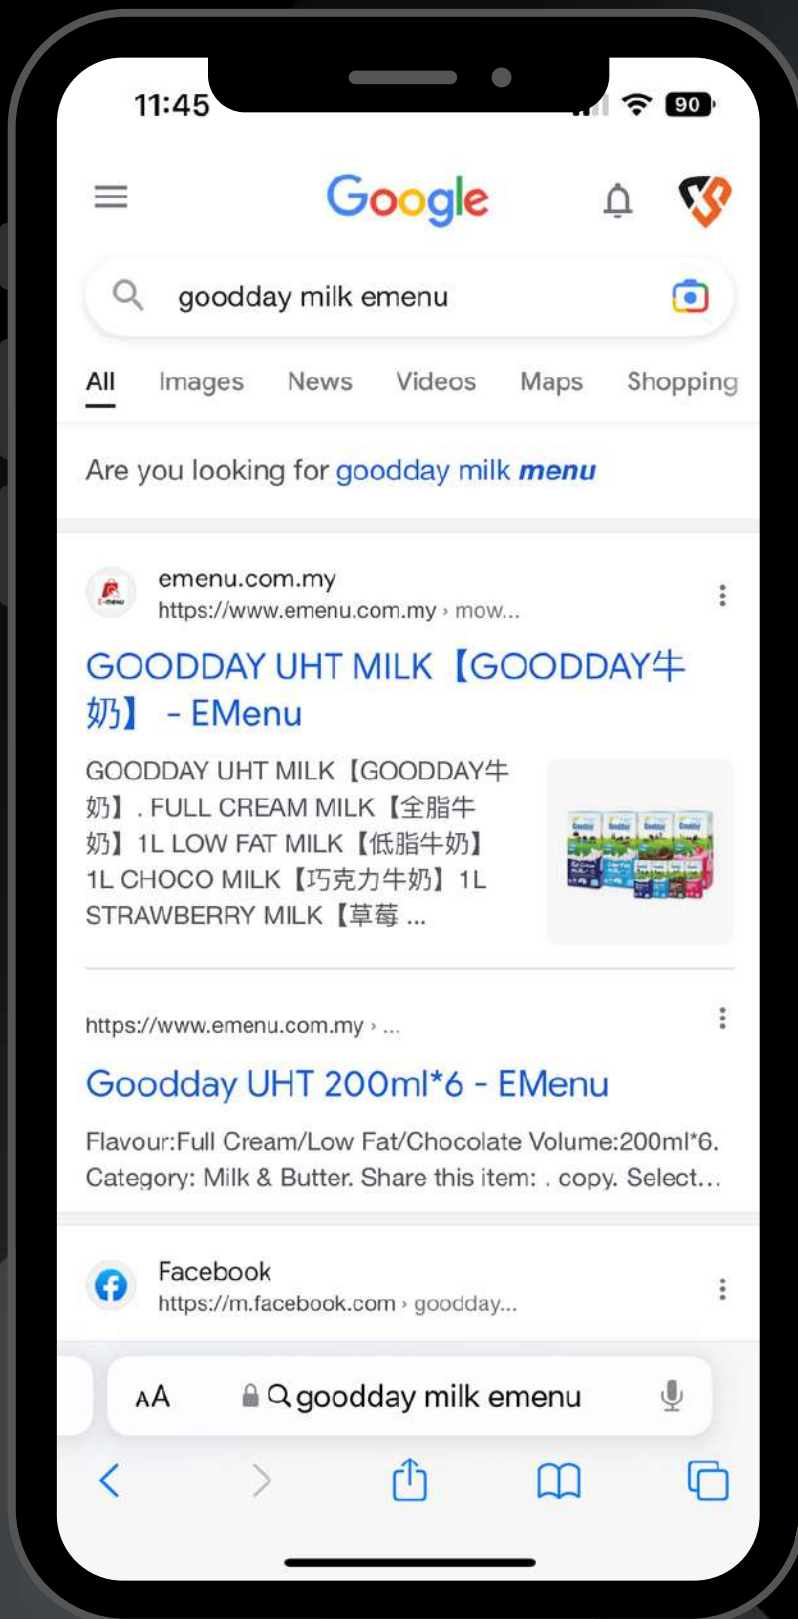 11:45
90
Google
goodday milk emenu
All Images News Videos Maps Shopping
Are you looking for goodday milk menu
emenu.com.my
https://www.emenu.com.my › mow...
GOODDAY UHT MILK【GOODDAY牛
奶】 - EMenu
GOODDAY UHT MILK【GOODDAY牛
奶】. FULL CREAM MILK【全脂牛
奶】1L LOW FAT MILK【低脂牛奶】
1L CHOCO MILK【巧克力牛奶】1L
STRAWBERRY MILK【草莓 ...
https://www.emenu.com.my › ...
Goodday UHT 200ml*6 - EMenu
Flavour:Full Cream/Low Fat/Chocolate Volume:200ml*6.
Category: Milk & Butter. Share this item: . copy. Select...
Facebook
https://m.facebook.com › goodday...
AA goodday milk emenu